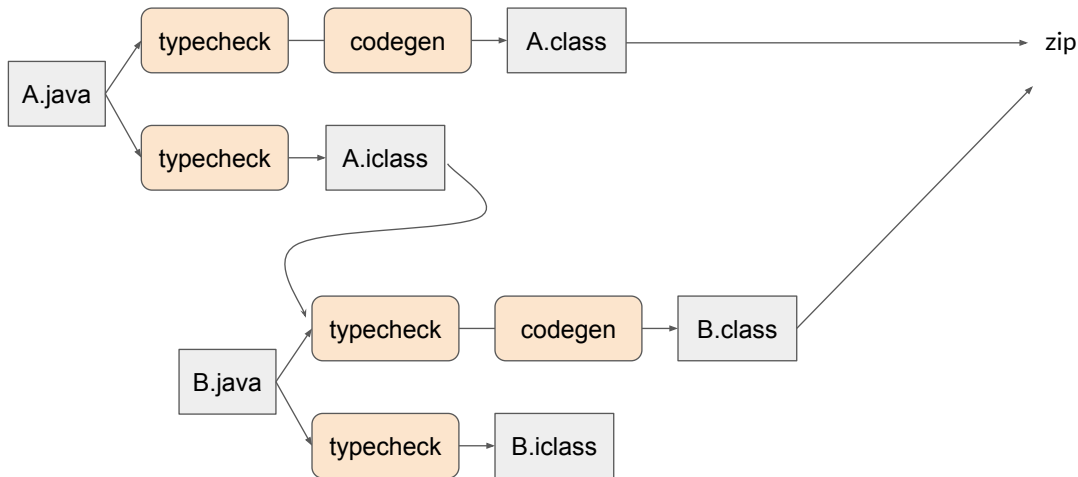 typecheck
codegen
A.class
zip
A.java
typecheck
A.iclass
typecheck
codegen
B.class
B.java
typecheck
B.iclass